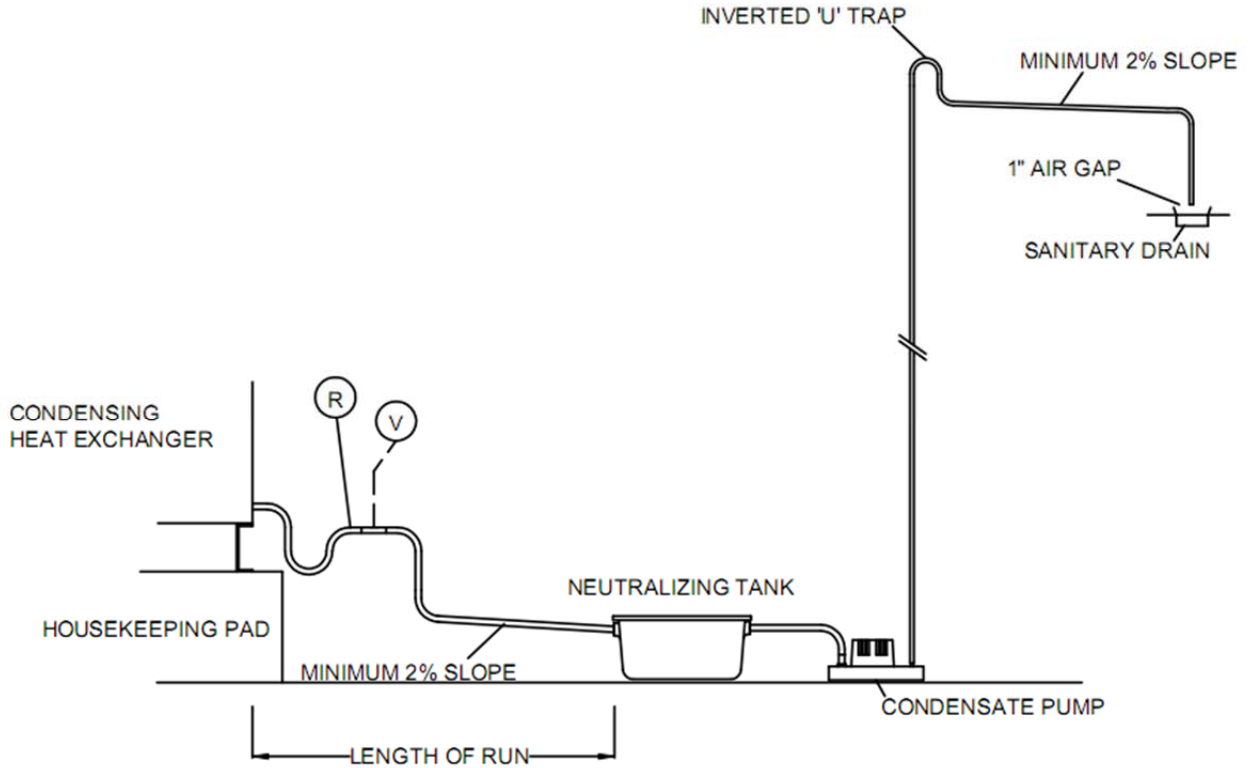 INVERTED 'U' TRAP
MINIMUM 2% SLOPE
1" AIR GAP
SANITARY DRAIN
R
V
CONDENSING
HEAT EXCHANGER
NEUTRALIZING TANK
HOUSEKEEPING PAD
MINIMUM 2% SLOPE
CONDENSATE PUMP
LENGTH OF RUN